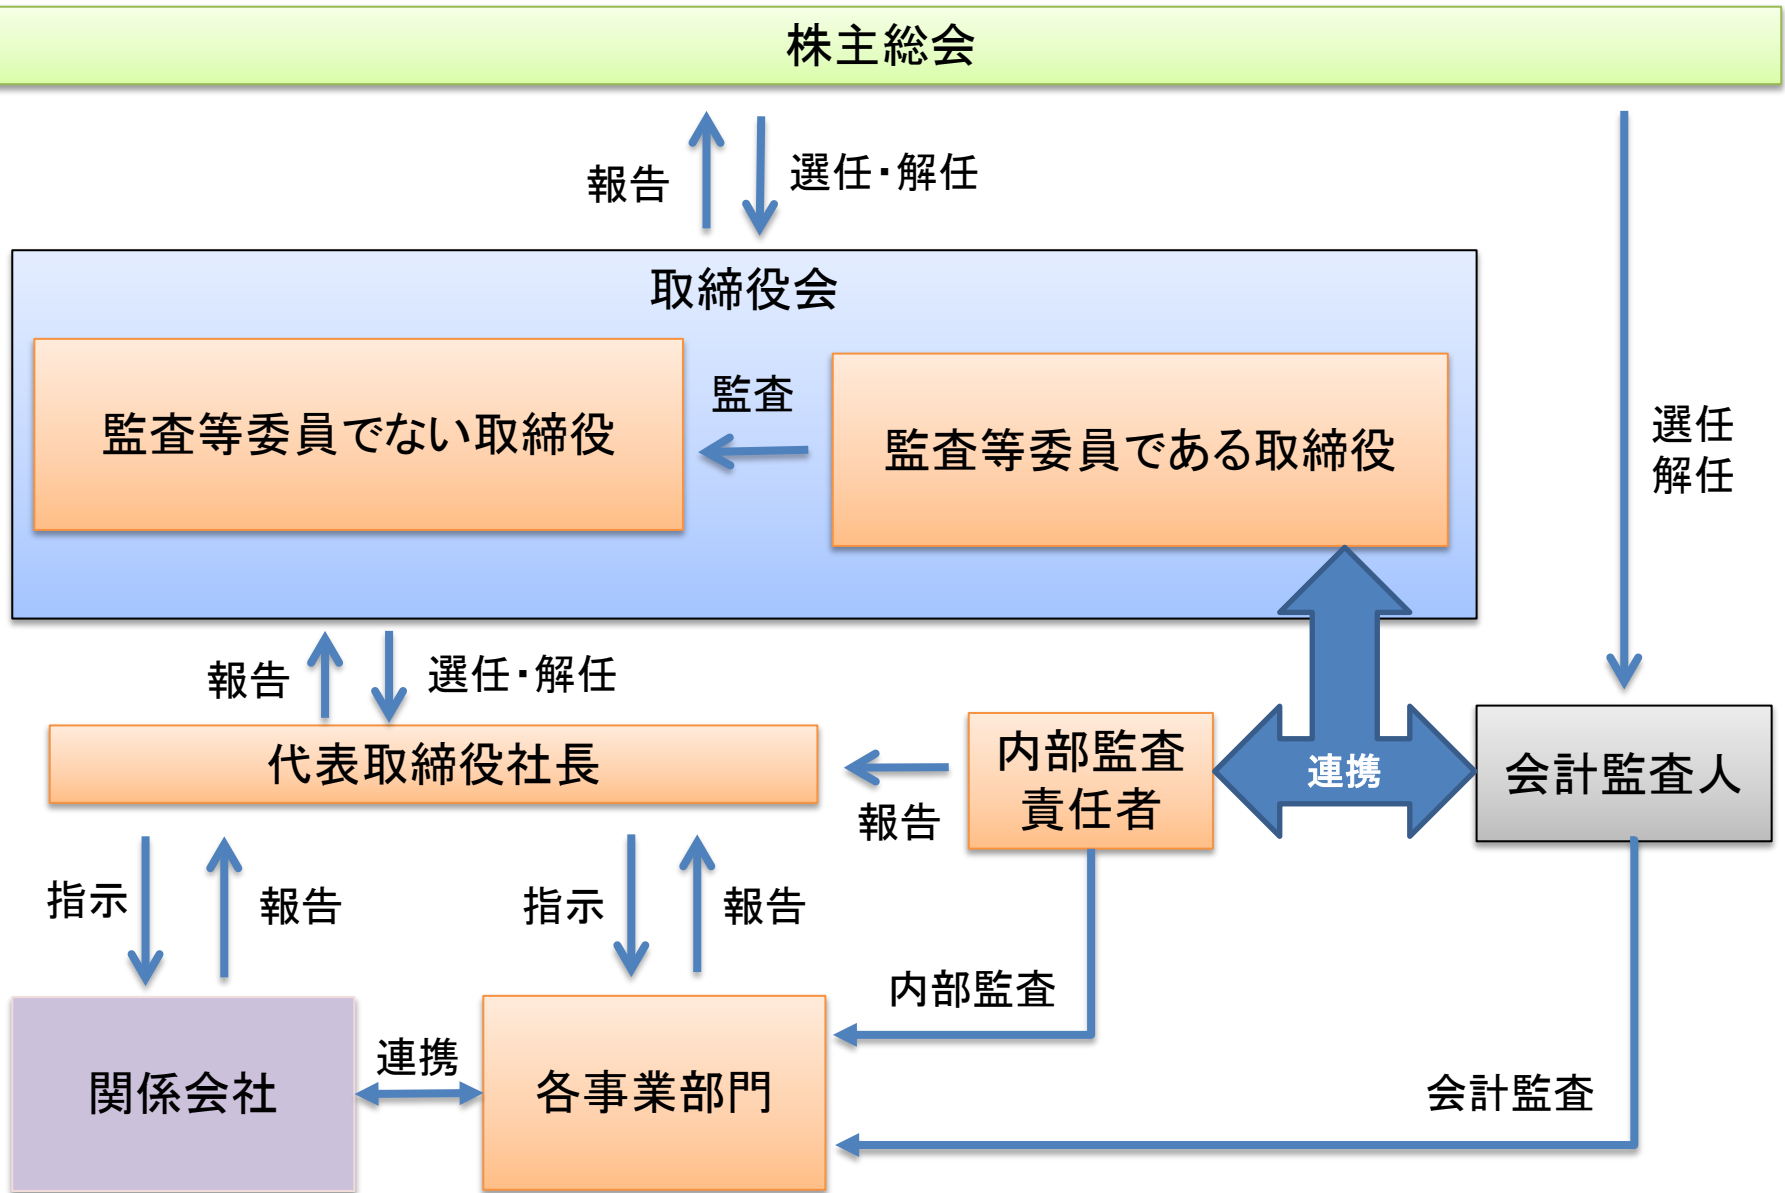 株主総会
報告
選任・解任
取締役会
監査等委員でない取締役
監査
監査等委員である取締役
選任
解任
報告
選任・解任
代表取締役社長
報告
内部監査
責任者
連携
会計監査人
指示
報告
指示
報告
内部監査
関係会社
連携
各事業部門
会計監査